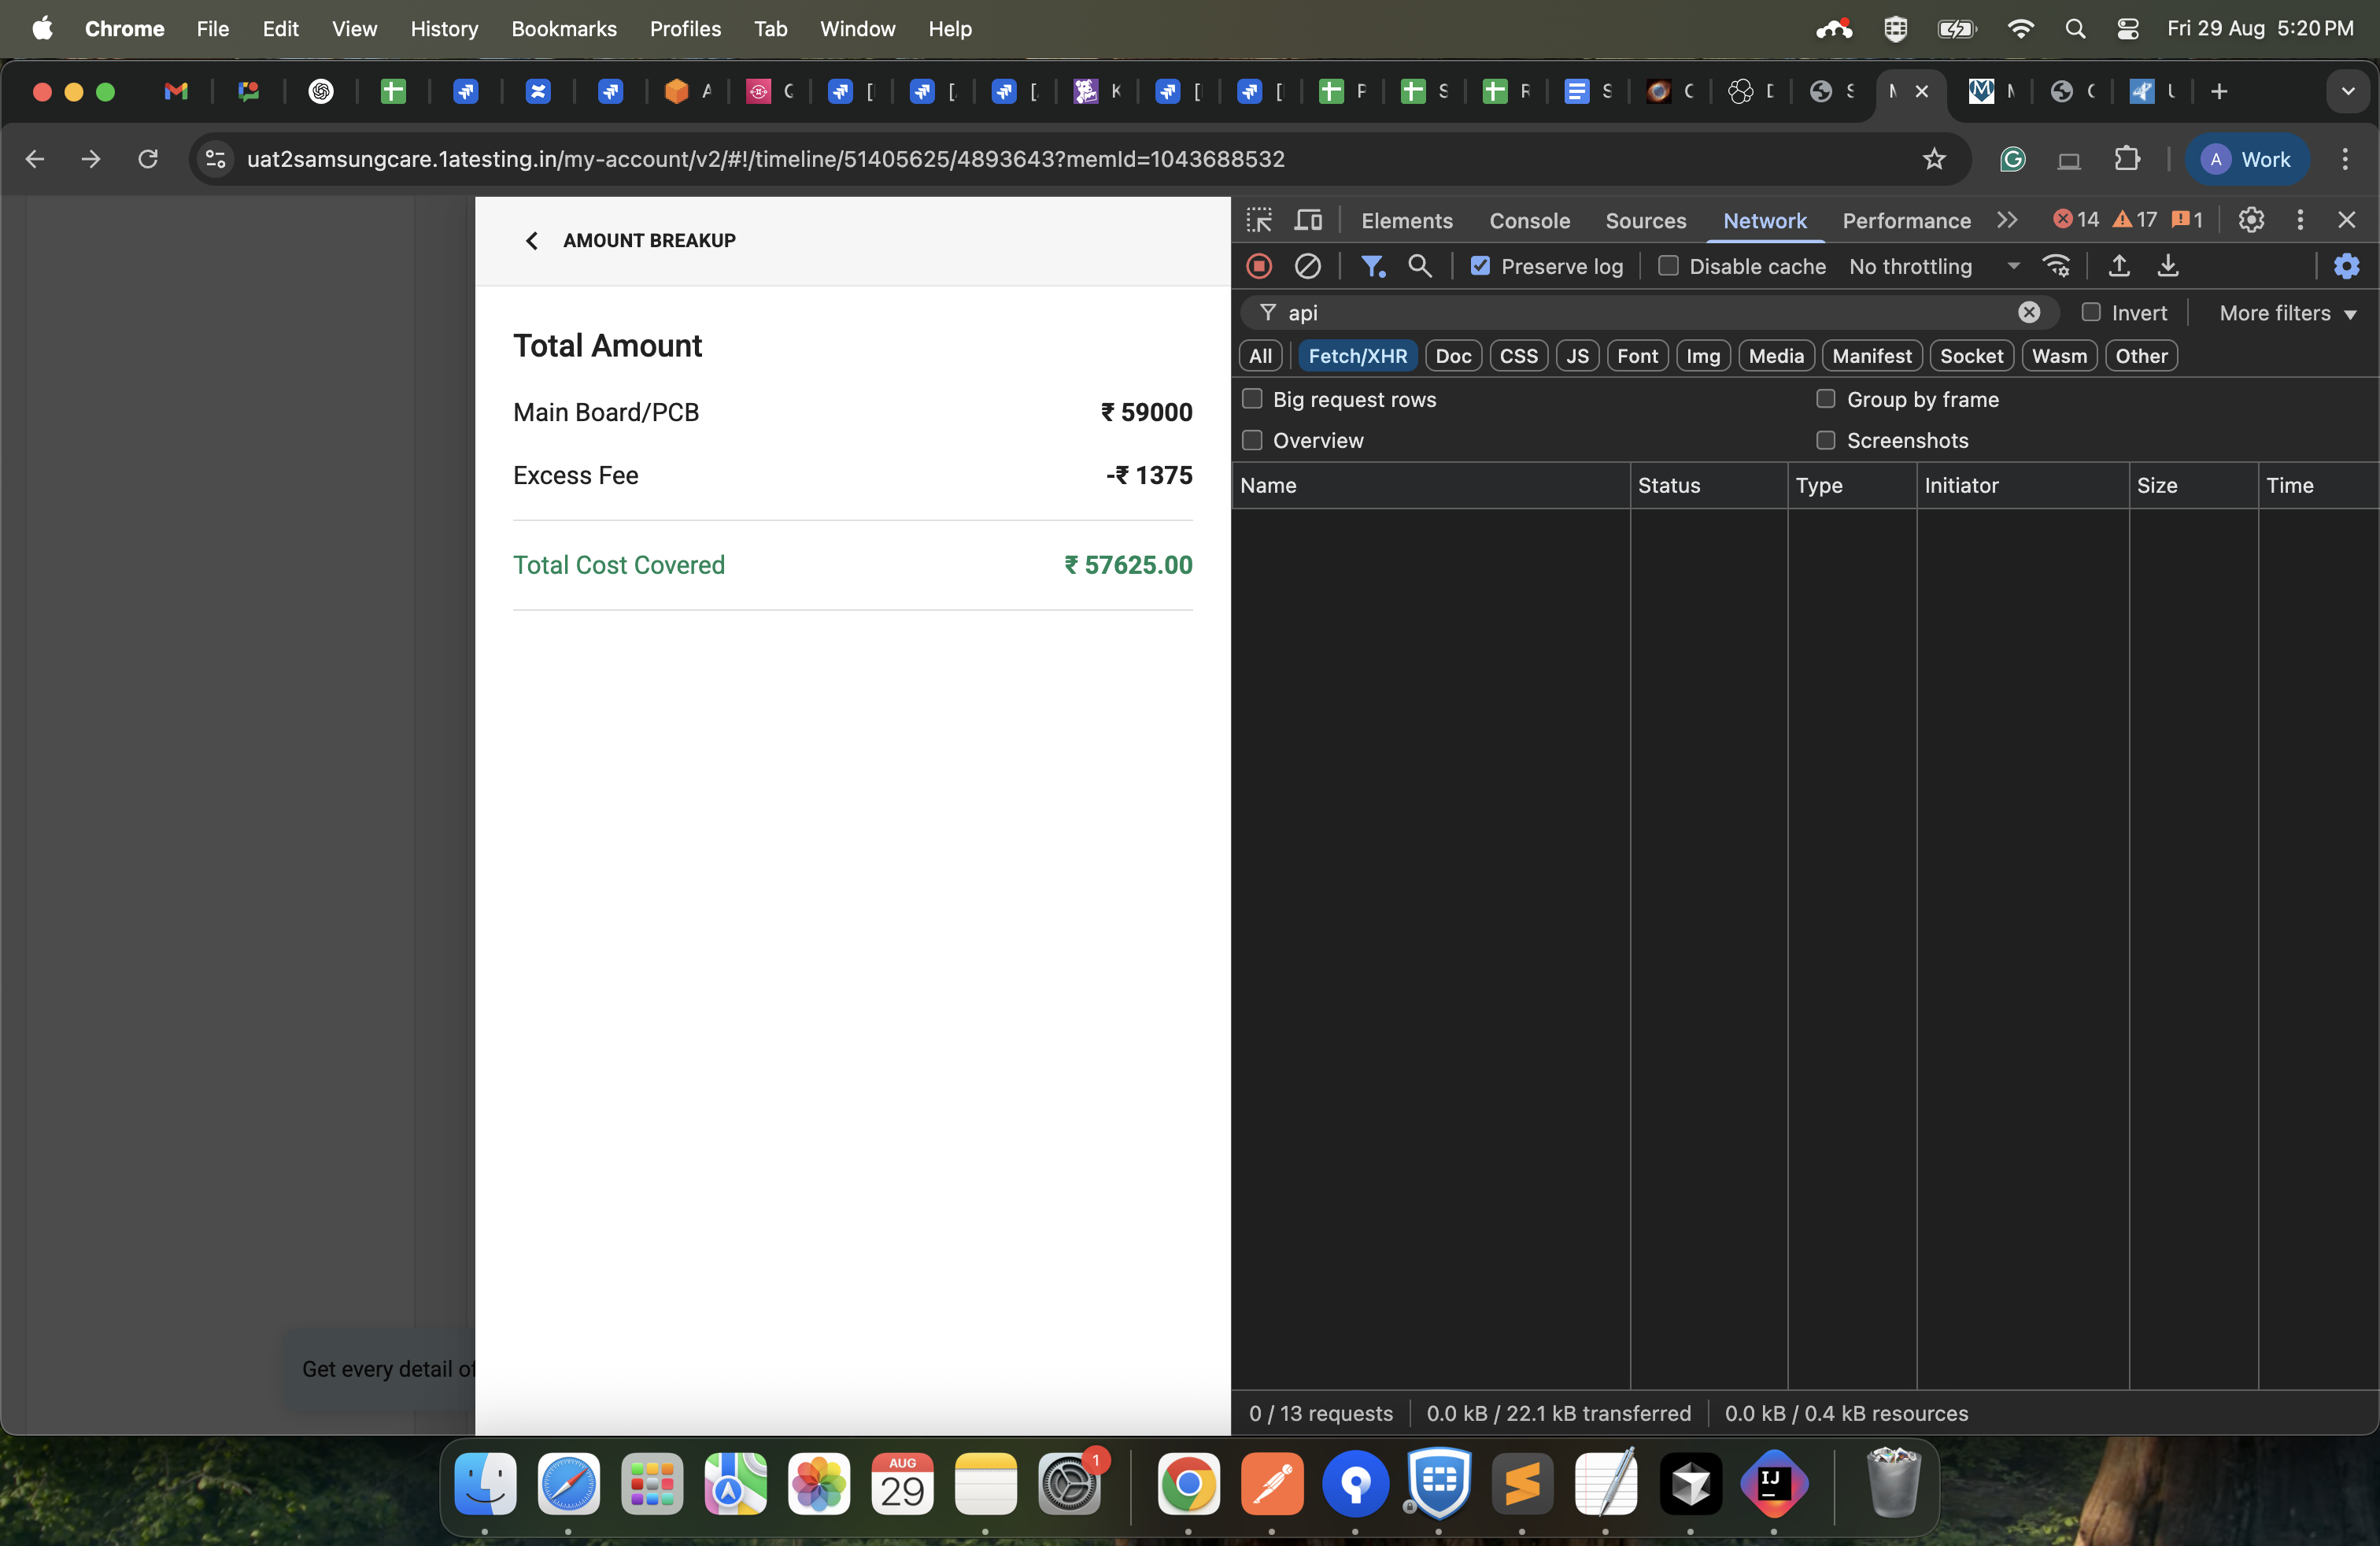 Chrome File Edit View History Bookmarks Profiles Tab Window Help Fri 29 Aug 5:20 PM
uat2samsungcare.1atesting.in/my-account/v2/#!/timeline/51405625/4893643?memId=1043688532 A Work
AMOUNT BREAKUP
Total Amount
Main Board/PCB ₹ 59000
Excess Fee -₹ 1375
Total Cost Covered ₹ 57625.00
Get every detail of
Elements Console Sources Network Performance 14 17 1
Preserve log Disable cache No throttling
api Invert More filters
All Fetch/XHR Doc CSS JS Font Img Media Manifest Socket Wasm Other
Big request rows Group by frame
Overview Screenshots
Name Status Type Initiator Size Time
0 / 13 requests 0.0 kB / 22.1 kB transferred 0.0 kB / 0.4 kB resources
AUG
29
1
IJ